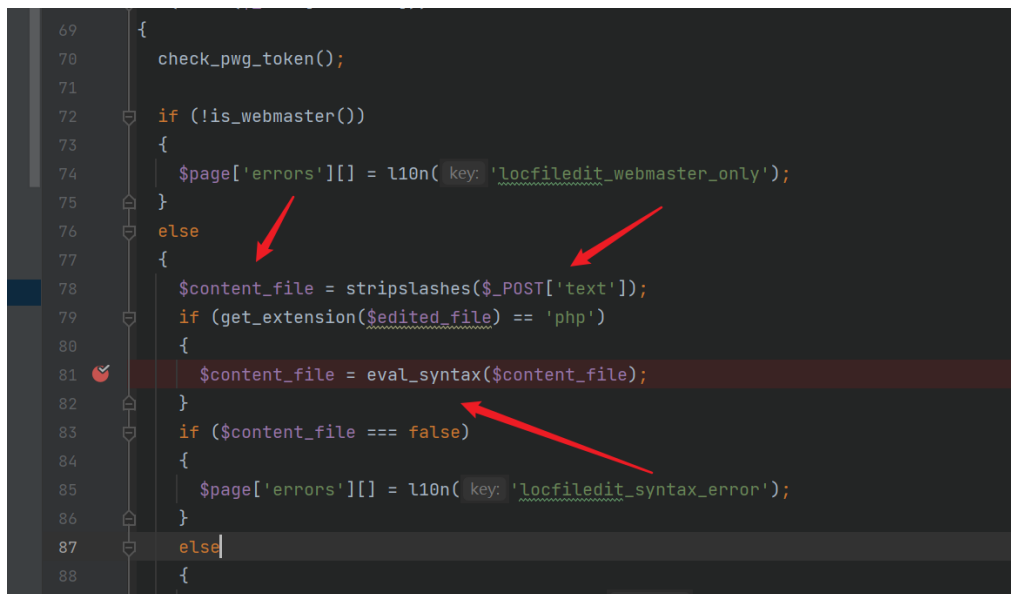 69 {
70 check_pwg_token();
71
72 if (!is_webmaster())
73 {
74 $page['errors'][] = l10n( key: 'locfiledit_webmaster_only');
75 }
76 else
77 {
78 $content_file = stripslashes($_POST['text']);
79 if (get_extension($edited_file) == 'php')
80 {
81 $content_file = eval_syntax($content_file);
82 }
83 if ($content_file === false)
84 {
85 $page['errors'][] = l10n( key: 'locfiledit_syntax_error');
86 }
87 else
88 {